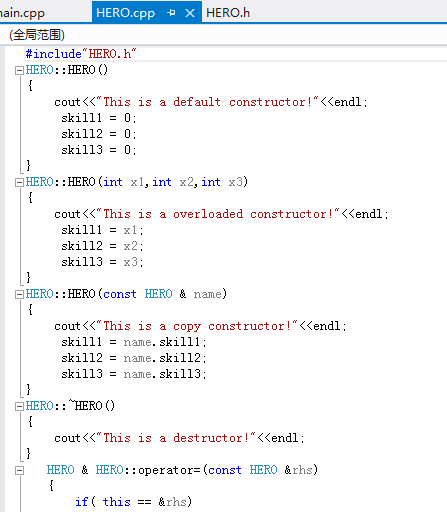 main.cpp HERO.cpp HERO.h
(全局范围)
#include"HERO.h"
HERO::HERO()
{
cout<<"This is a default constructor!"<<endl;
skill1 = 0;
skill2 = 0;
skill3 = 0;
}
HERO::HERO(int x1,int x2,int x3)
{
cout<<"This is a overloaded constructor!"<<endl;
skill1 = x1;
skill2 = x2;
skill3 = x3;
}
HERO::HERO(const HERO & name)
{
cout<<"This is a copy constructor!"<<endl;
skill1 = name.skill1;
skill2 = name.skill2;
skill3 = name.skill3;
}
HERO::~HERO()
{
cout<<"This is a destructor!"<<endl;
}
HERO & HERO::operator=(const HERO &rhs)
{
if( this == &rhs)